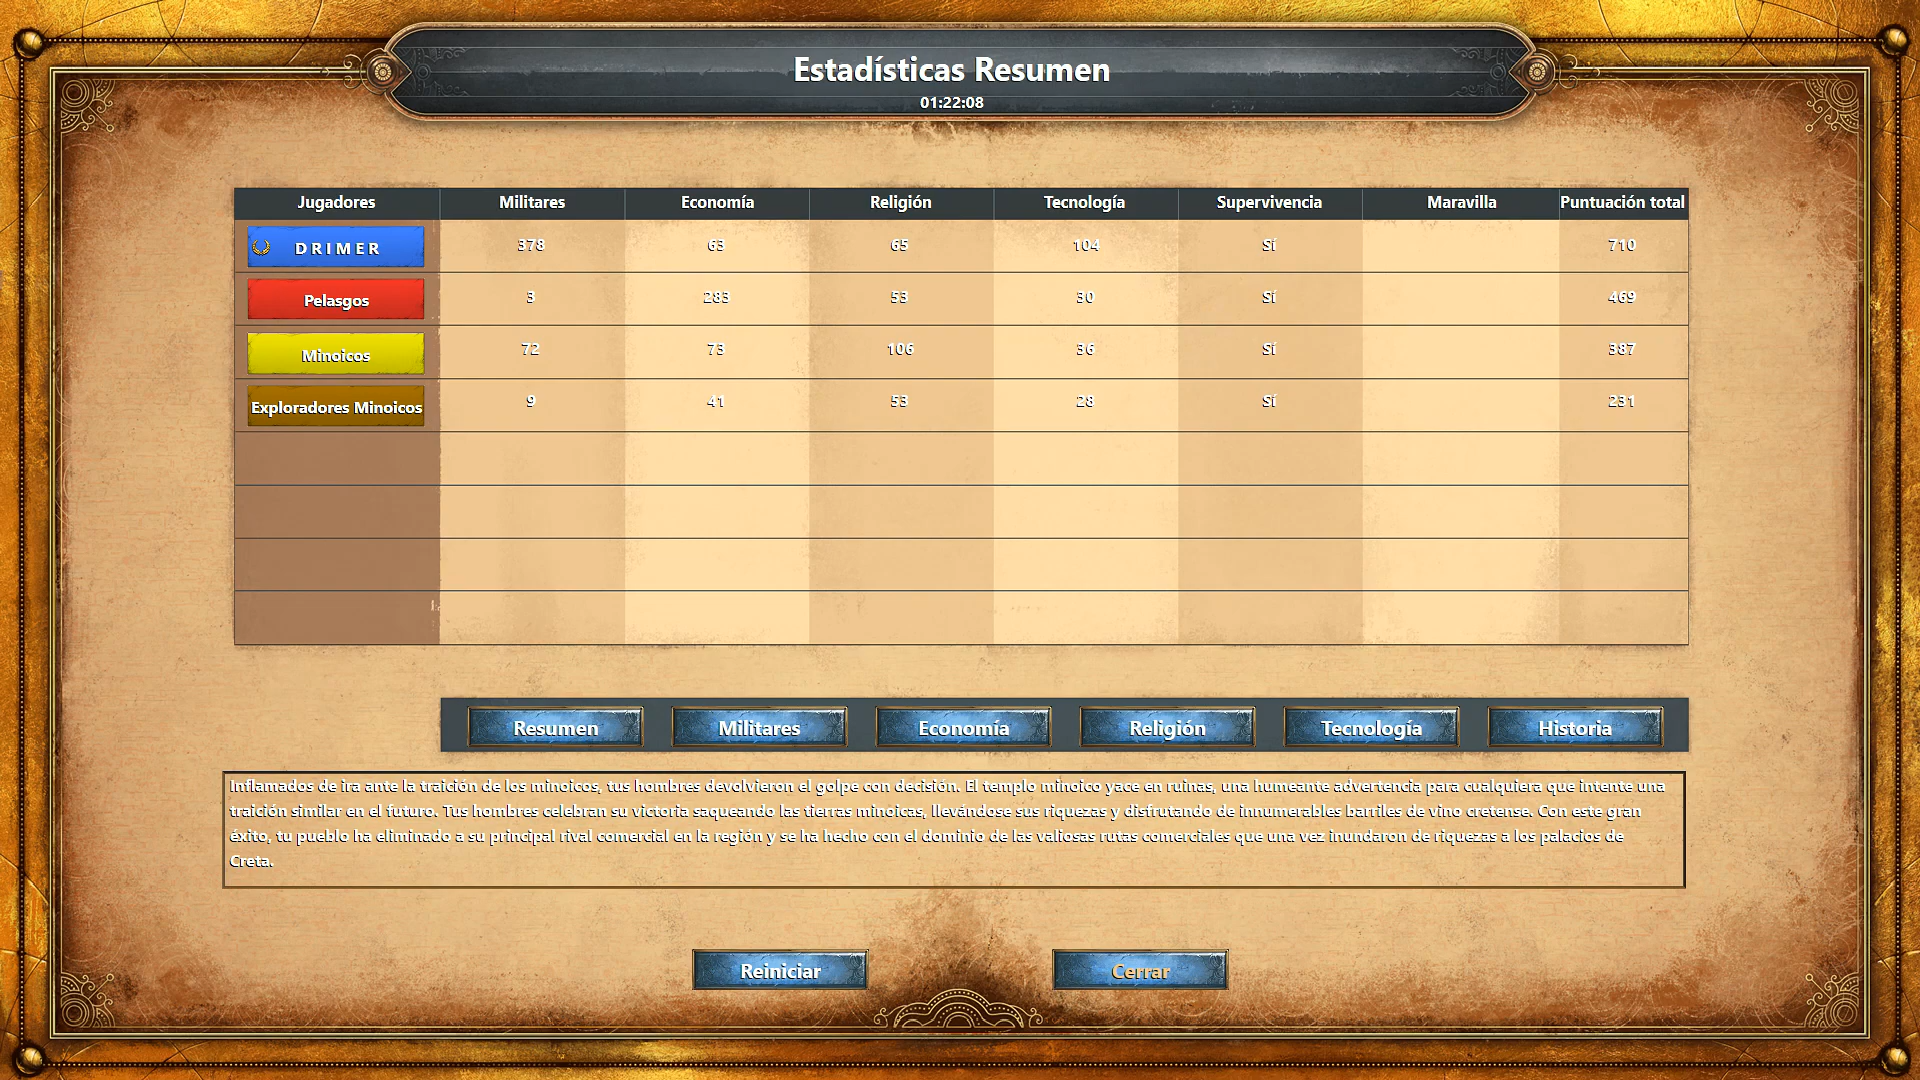 Estadísticas Resumen
01:22:08
Jugadores Militares Economía Religión Tecnología Supervivencia Maravilla Puntuación total
D R I M E R 378 63 65 104 Sí 710
Pelasgos 3 283 53 30 Sí 469
Minoicos 72 73 106 36 Sí 387
Exploradores Minoicos 9 41 53 28 Sí 231
Resumen Militares Economía Religión Tecnología Historia
Inflamados de ira ante la traición de los minoicos, tus hombres devolvieron el golpe con decisión. El templo minoico yace en ruinas, una humeante advertencia para cualquiera que intente una
traición similar en el futuro. Tus hombres celebran su victoria saqueando las tierras minoicas, llevándose sus riquezas y disfrutando de innumerables barriles de vino cretense. Con este gran
éxito, tu pueblo ha eliminado a su principal rival comercial en la región y se ha hecho con el dominio de las valiosas rutas comerciales que una vez inundaron de riquezas a los palacios de
Creta.
Reiniciar Cerrar